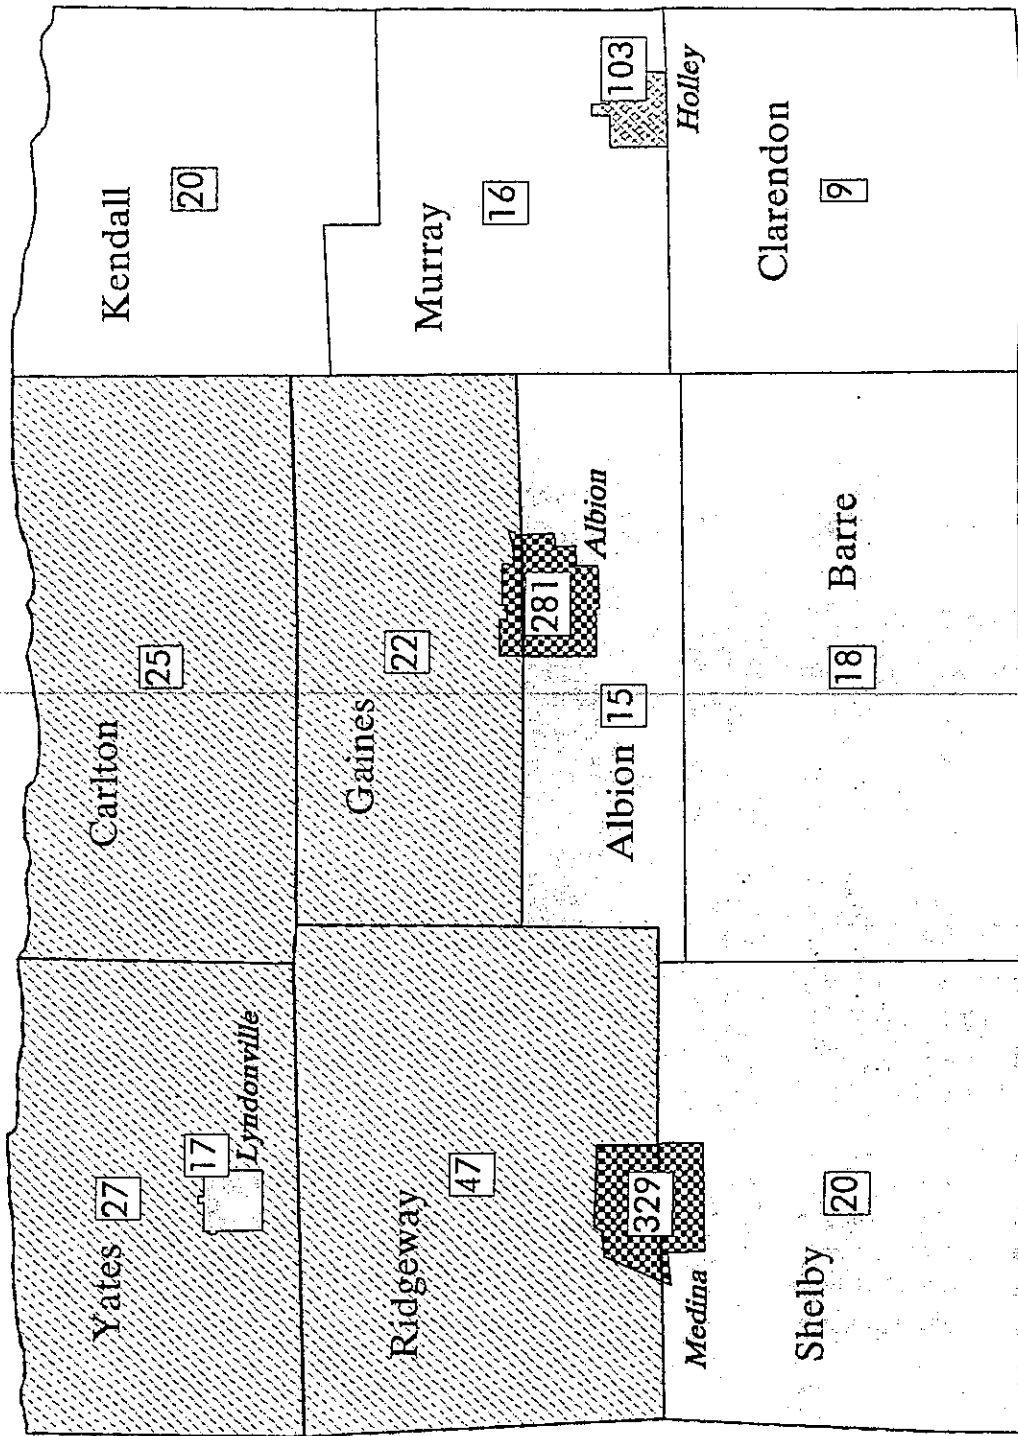 Yates
27
17
Lyndonville
Carlton
25
Kendall
20
Ridgeway
47
Gaines
22
Murray
16
103
Holley
329
Medina
281
Albion
Albion
15
Shelby
20
Barre
18
Clarendon
9